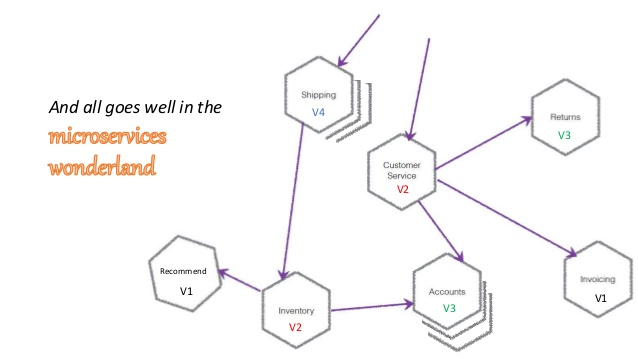 And all goes well in the
microservices
wonderland
Shipping
V4
Customer
Service
V2
Returns
V3
Recommend
V1
Inventory
V2
Accounts
V3
Invoicing
V1